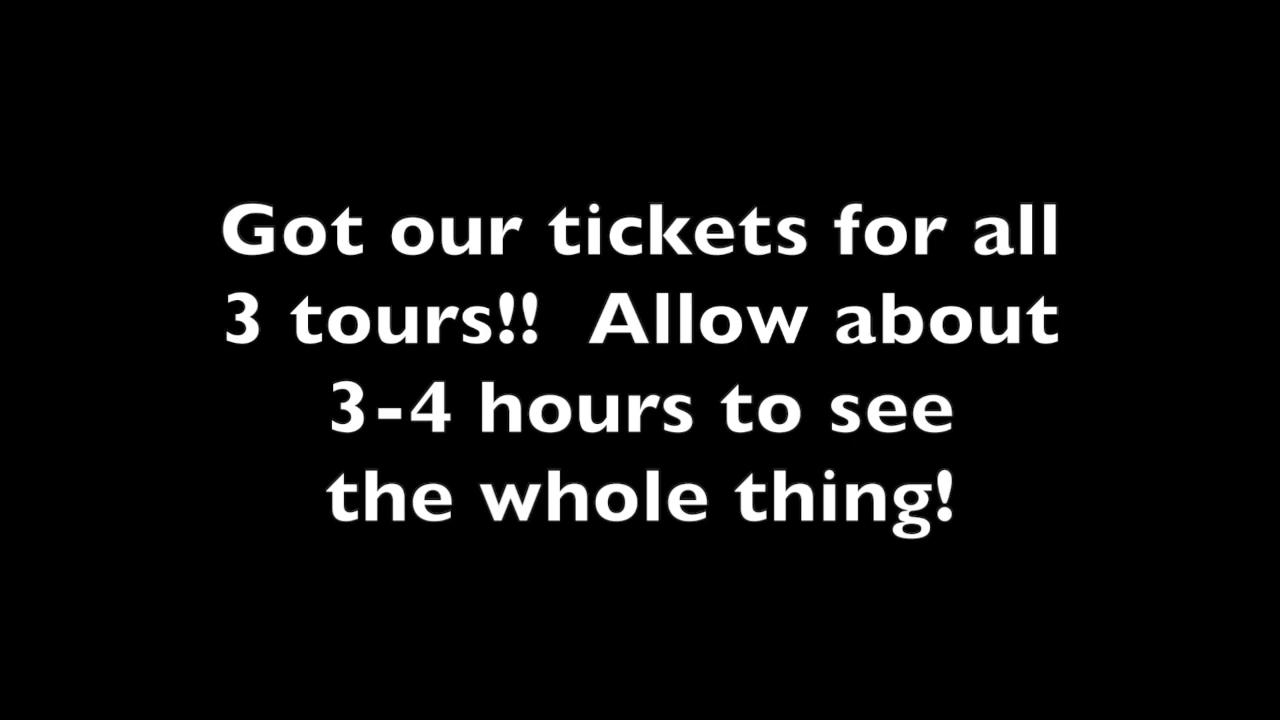 Got our tickets for all
3 tours!!  Allow about
3-4 hours to see
the whole thing!